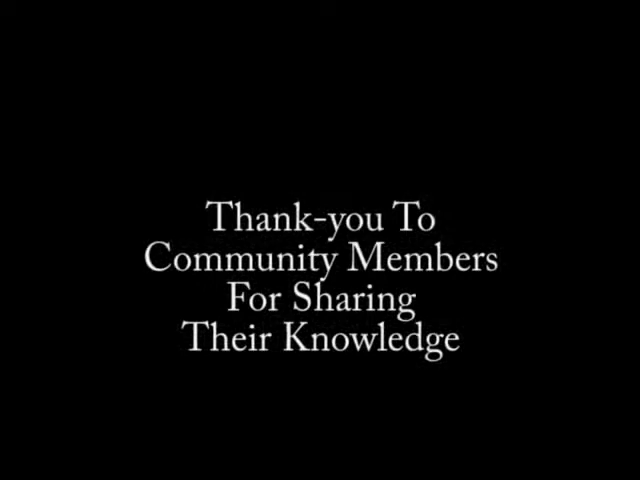 Thank-you To
Community Members
For Sharing
Their Knowledge